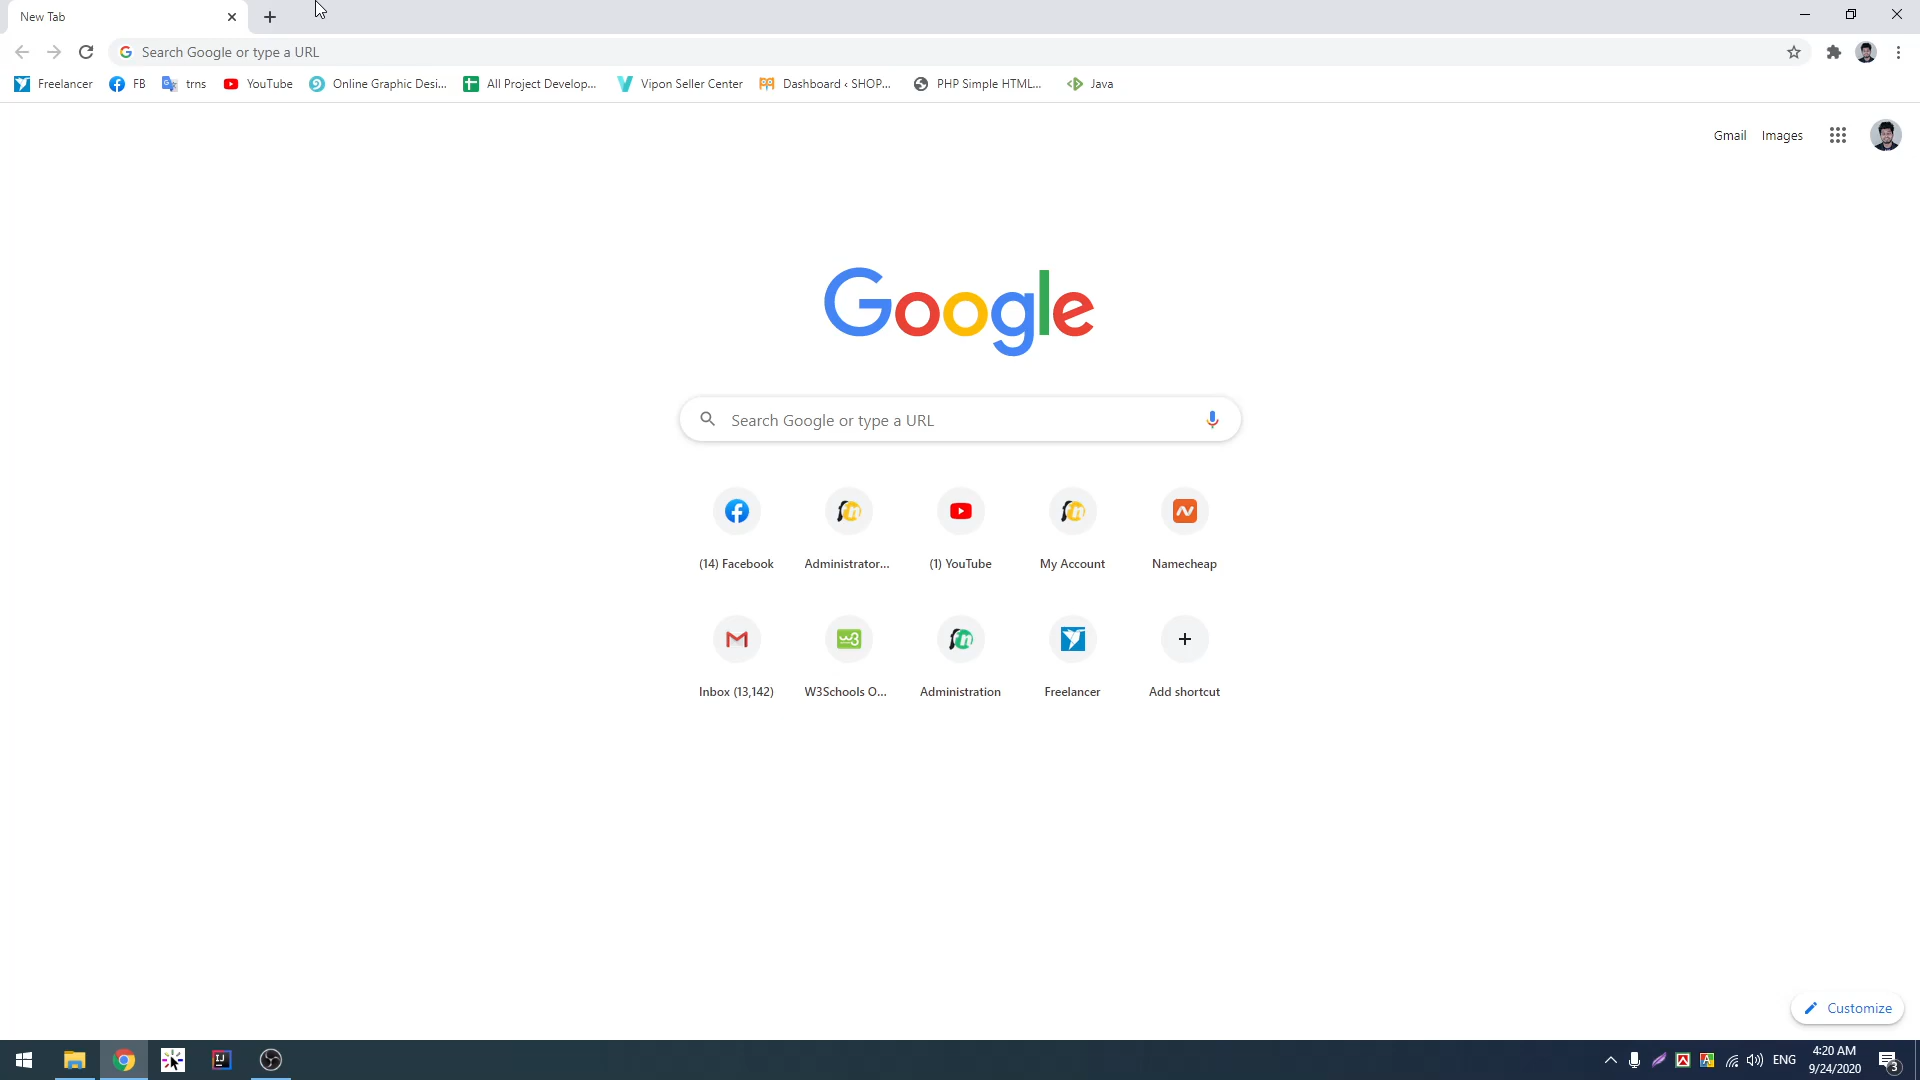 New Tab
Search Google or type a URL
Freelancer FB trns YouTube Online Graphic Desi... All Project Develop... Vipon Seller Center Dashboard ‹ SHOP... PHP Simple HTML... Java
Gmail Images
Google
Search Google or type a URL
(14) Facebook Administrator... (1) YouTube My Account Namecheap
Inbox (13,142) W3Schools O... Administration Freelancer Add shortcut
Customize
ENG 4:20 AM
9/24/2020 3